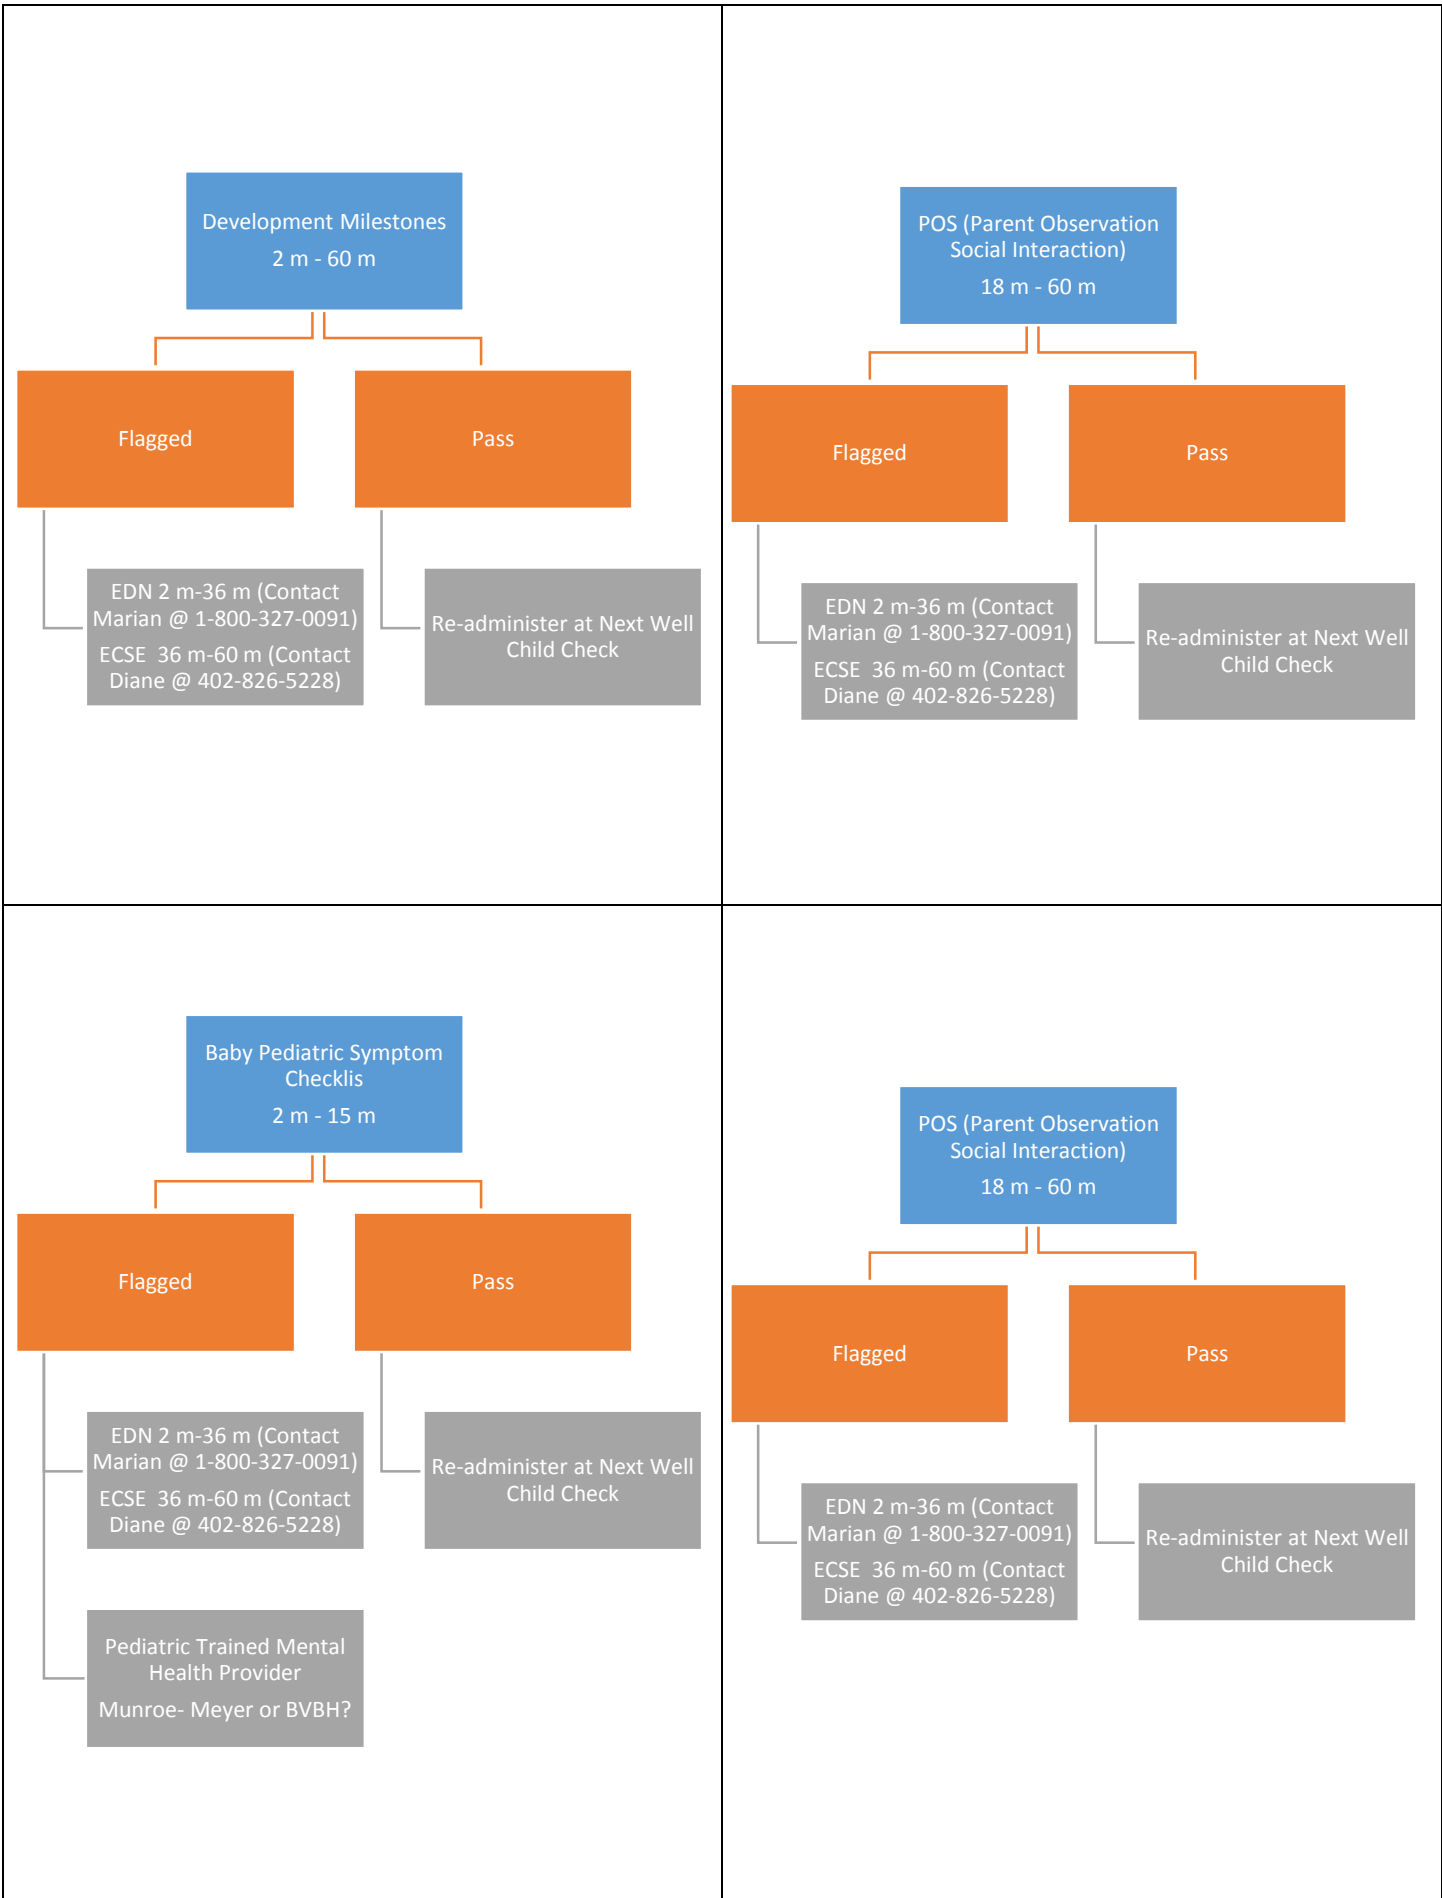 Development Milestones
2 m - 60 m
Flagged
Pass
EDN 2 m-36 m (Contact
Marian @ 1-800-327-0091)
ECSE  36 m-60 m (Contact
Diane @ 402-826-5228)
Re-administer at Next Well
Child Check
POS (Parent Observation
Social Interaction)
18 m - 60 m
Flagged
Pass
EDN 2 m-36 m (Contact
Marian @ 1-800-327-0091)
ECSE  36 m-60 m (Contact
Diane @ 402-826-5228)
Re-administer at Next Well
Child Check
Baby Pediatric Symptom
Checklis
2 m - 15 m
Flagged
Pass
EDN 2 m-36 m (Contact
Marian @ 1-800-327-0091)
ECSE  36 m-60 m (Contact
Diane @ 402-826-5228)
Re-administer at Next Well
Child Check
Pediatric Trained Mental
Health Provider
Munroe- Meyer or BVBH?
POS (Parent Observation
Social Interaction)
18 m - 60 m
Flagged
Pass
EDN 2 m-36 m (Contact
Marian @ 1-800-327-0091)
ECSE  36 m-60 m (Contact
Diane @ 402-826-5228)
Re-administer at Next Well
Child Check